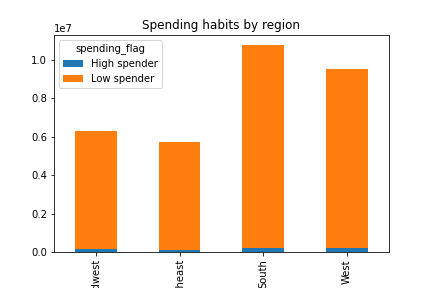 Spending habits by region
1e7
spending_flag
High spender
Low spender
1.0
0.8
0.6
0.4
0.2
0.0
dwest
heast
South
West